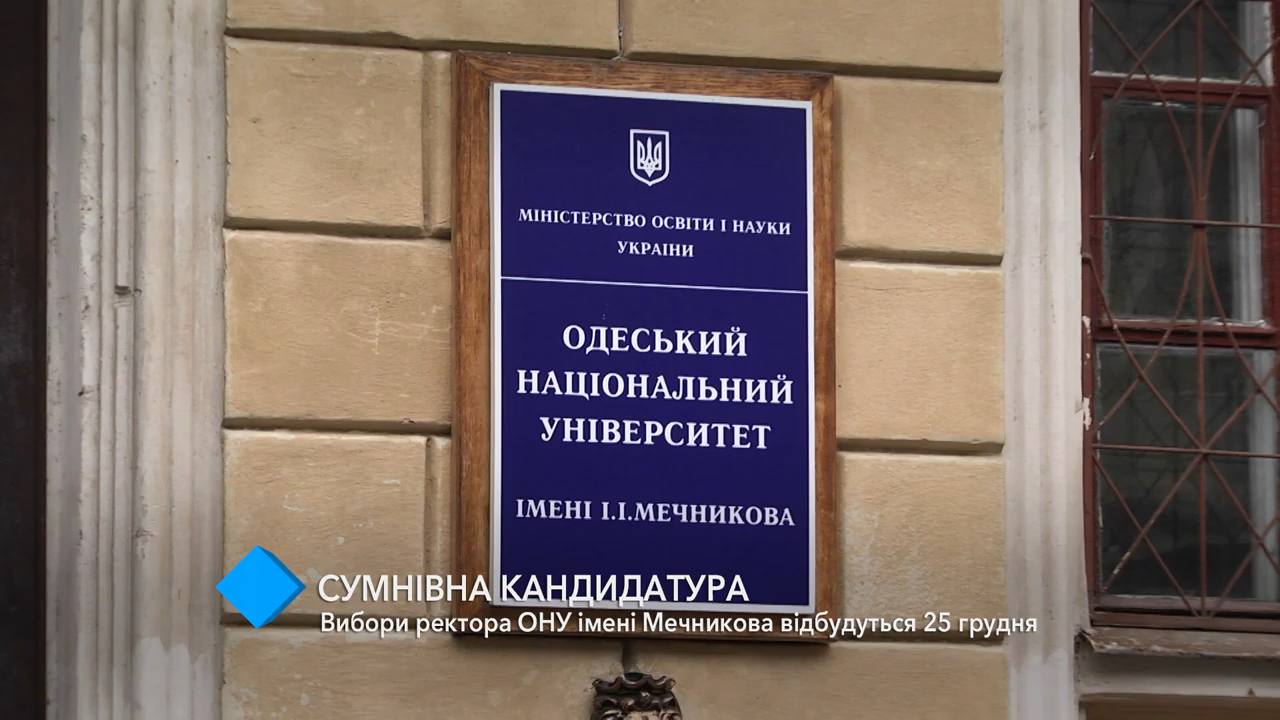 МІНІСТЕРСТВО ОСВІТИ І НАУКИ
УКРАЇНИ
ОДЕСЬКИЙ
НАЦІОНАЛЬНИЙ
УНІВЕРСИТЕТ
ІМЕНІ І.І.МЕЧНИКОВА
СУМНІВНА КАНДИДАТУРА
Вибори ректора ОНУ імені Мечникова відбудуться 25 грудня